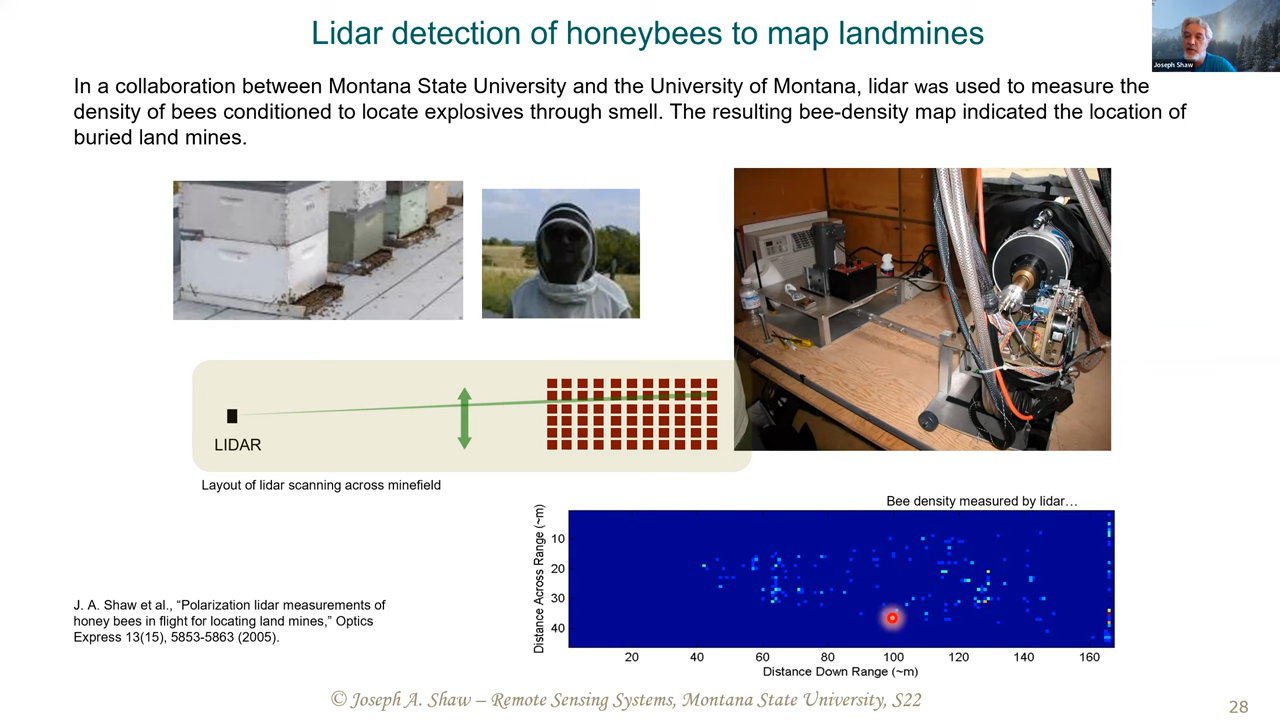 Lidar detection of honeybees to map landmines
Joseph Shaw
In a collaboration between Montana State University and the University of Montana, lidar was used to measure the
density of bees conditioned to locate explosives through smell. The resulting bee-density map indicated the location of
buried land mines.
LIDAR
Layout of lidar scanning across minefield
Bee density measured by lidar…
Distance Across Range (~m)
10
20
30
40
20 40 60 80 100 120 140 160
Distance Down Range (~m)
J. A. Shaw et al., “Polarization lidar measurements of
honey bees in flight for locating land mines,” Optics
Express 13(15), 5853-5863 (2005).
© Joseph A. Shaw – Remote Sensing Systems, Montana State University, S22
28